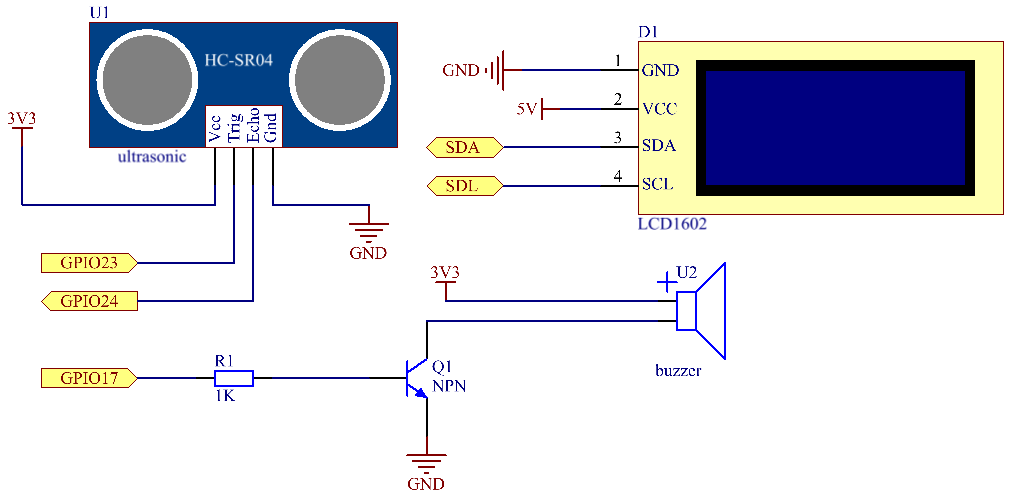 U1
HC-SR04
Vcc
Trig
Echo
Gnd
ultrasonic
3V3
GND
GPIO23
GPIO24
D1
GND
1
GND
5V
2
VCC
SDA
3
SDA
SDL
4
SCL
LCD1602
3V3
+
U2
buzzer
GPIO17
R1
1K
Q1
NPN
GND